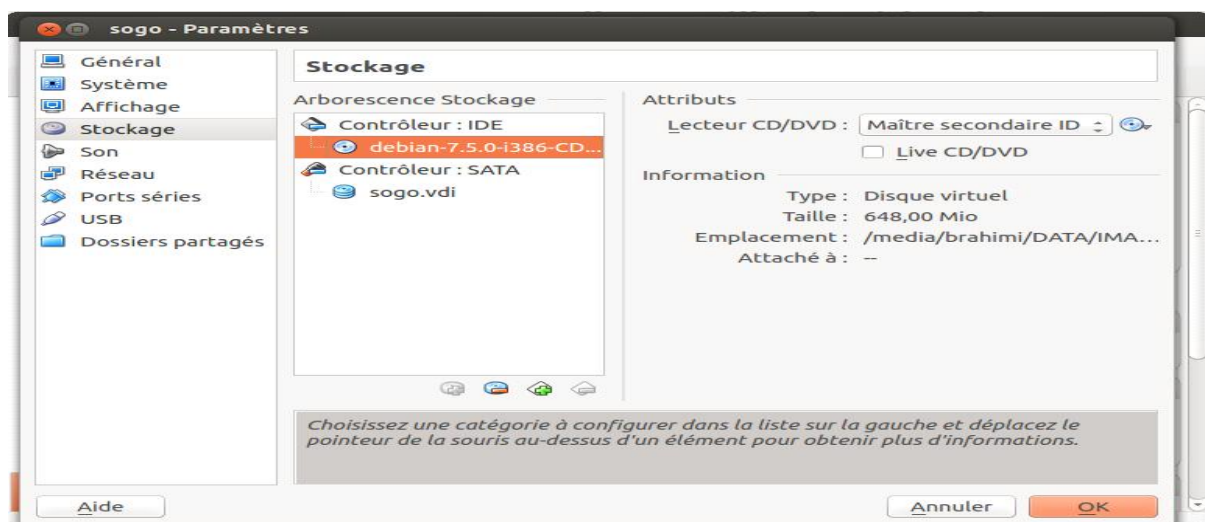 sogo - Paramètres
Général
Système
Affichage
Stockage
Son
Réseau
Ports séries
USB
Dossiers partagés
Stockage
Arborescence Stockage
Contrôleur : IDE
debian-7.5.0-i386-CD...
Contrôleur : SATA
sogo.vdi
Attributs
Lecteur CD/DVD : Maître secondaire ID
Live CD/DVD
Information
Type : Disque virtuel
Taille : 648,00 Mio
Emplacement : /media/brahimi/DATA/IMA...
Attaché à : --
Choisissez une catégorie à configurer dans la liste sur la gauche et déplacez le
pointeur de la souris au-dessus d'un élément pour obtenir plus d'informations.
Aide
Annuler
OK